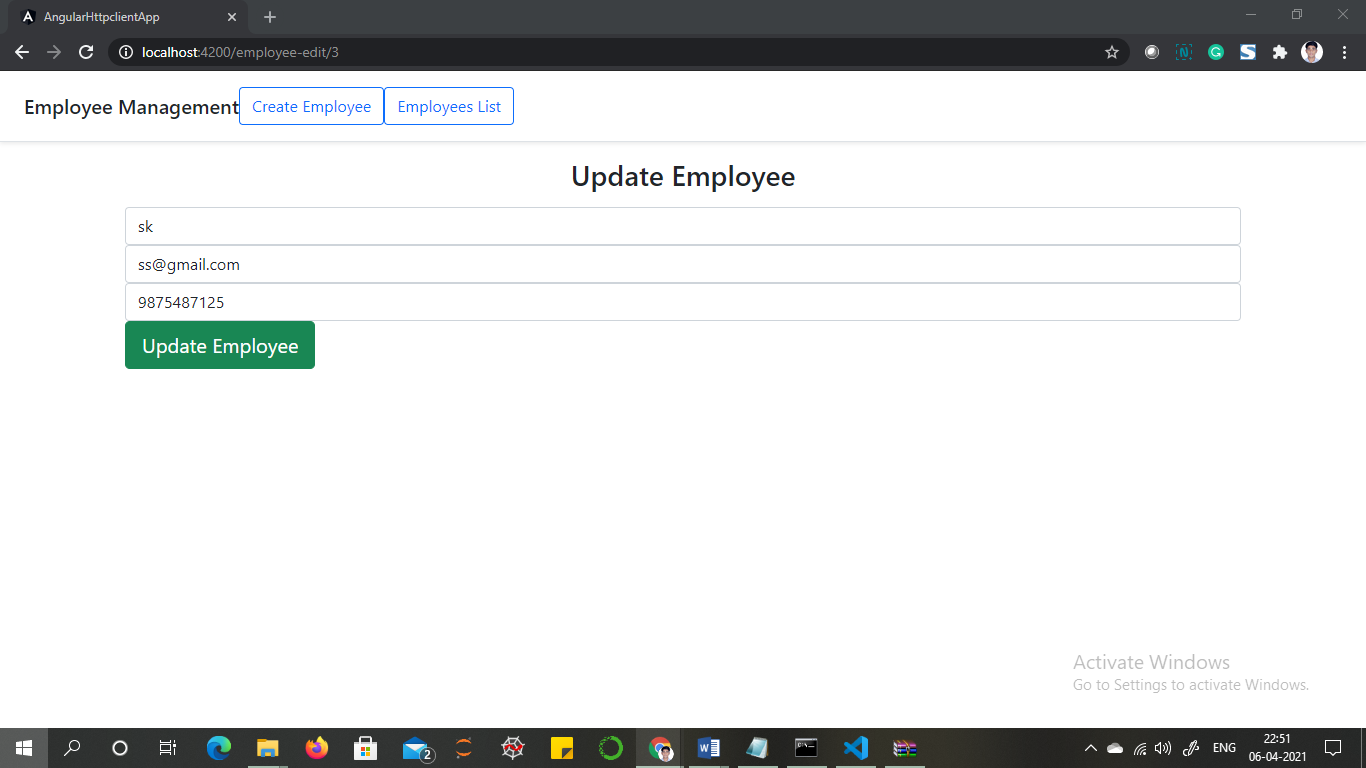 AngularHttpclientApp
localhost:4200/employee-edit/3
Employee Management Create Employee Employees List
Update Employee
sk
ss@gmail.com
9875487125
Update Employee
Activate Windows
Go to Settings to activate Windows.
2
ENG
22:51
06-04-2021